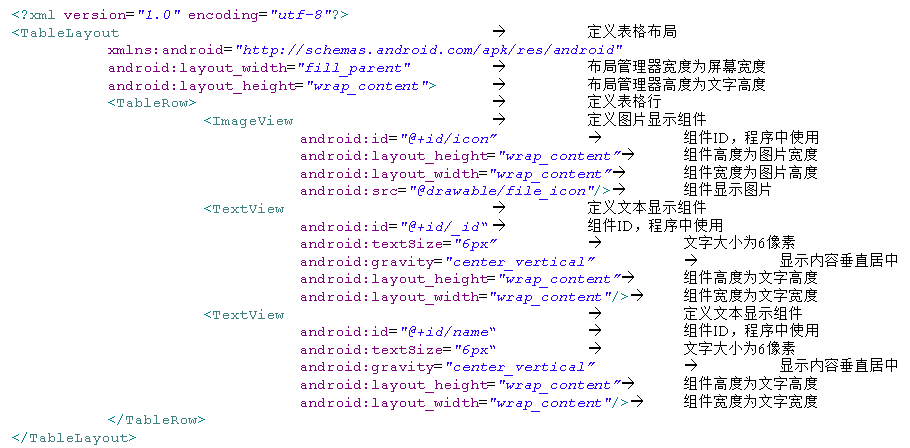 <?xml version="1.0" encoding="utf-8"?>
<TableLayout → 定义表格布局
xmlns:android="http://schemas.android.com/apk/res/android"
android:layout_width="fill_parent" → 布局管理器宽度为屏幕宽度
android:layout_height="wrap_content"> → 布局管理器高度为文字高度
<TableRow> → 定义表格行
<ImageView → 定义图片显示组件
android:id="@+id/icon" → 组件ID，程序中使用
android:layout_height="wrap_content"→ 组件高度为图片宽度
android:layout_width="wrap_content"→ 组件宽度为图片高度
android:src="@drawable/file_icon"/>→ 组件显示图片
<TextView → 定义文本显示组件
android:id="@+id/_id“ → 组件ID，程序中使用
android:textSize="6px" → 文字大小为6像素
android:gravity="center_vertical" → 显示内容垂直居中
android:layout_height="wrap_content"→ 组件高度为文字高度
android:layout_width="wrap_content"/>→ 组件宽度为文字宽度
<TextView → 定义文本显示组件
android:id="@+id/name“ → 组件ID，程序中使用
android:textSize="6px“ → 文字大小为6像素
android:gravity="center_vertical" → 显示内容垂直居中
android:layout_height="wrap_content"→ 组件高度为文字高度
android:layout_width="wrap_content"/>→ 组件宽度为文字宽度
</TableRow>
</TableLayout>